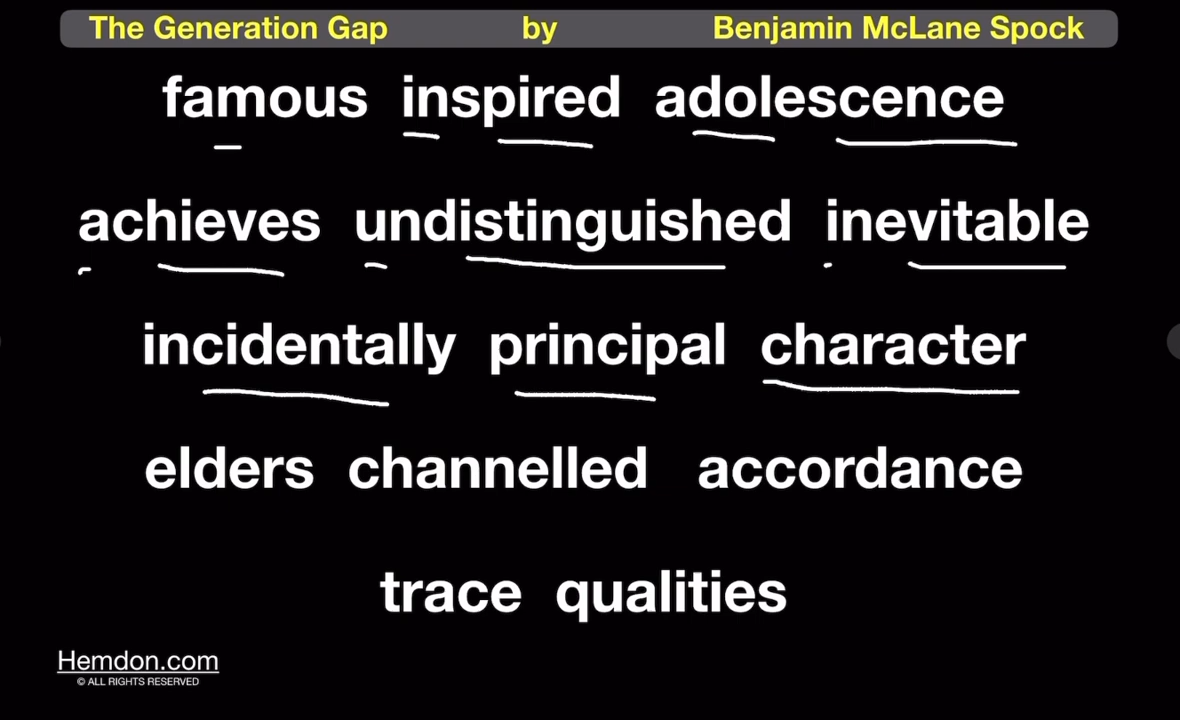 The Generation Gap by Benjamin McLane Spock
famous inspired adolescence
achieves undistinguished inevitable
incidentally principal character
elders channelled accordance
trace qualities
Hemdon.com
© ALL RIGHTS RESERVED